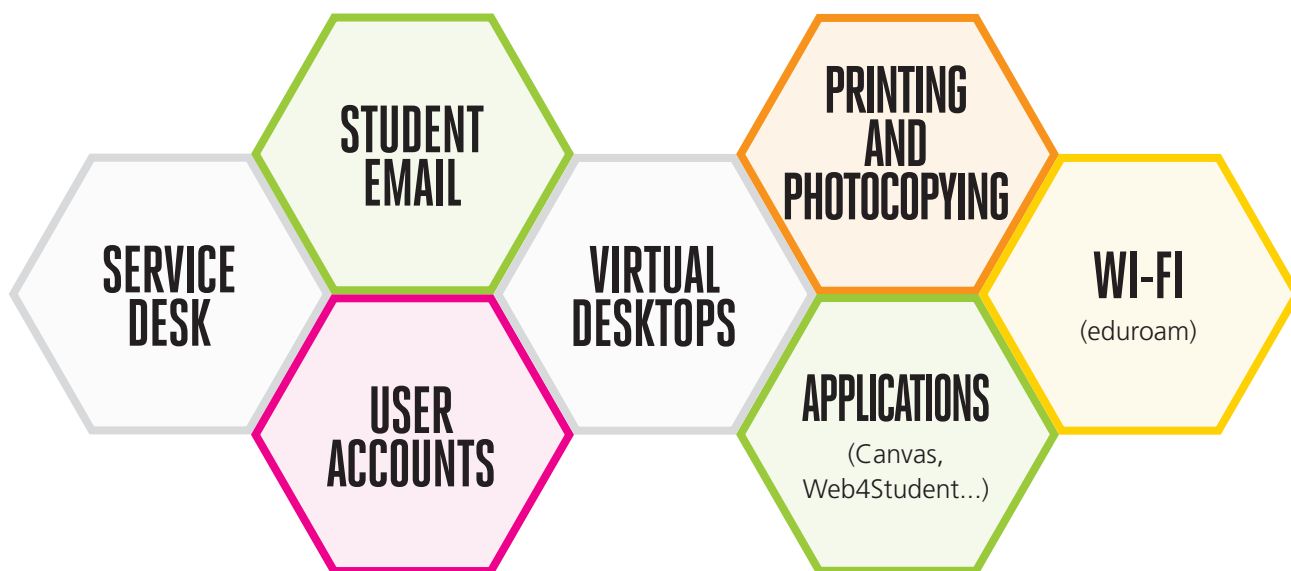 SERVICE
DESK
STUDENT
EMAIL
USER
ACCOUNTS
VIRTUAL
DESKTOPS
PRINTING
AND
PHOTOCOPYING
APPLICATIONS
(Canvas,
Web4Student...)
WI-FI
(eduroam)